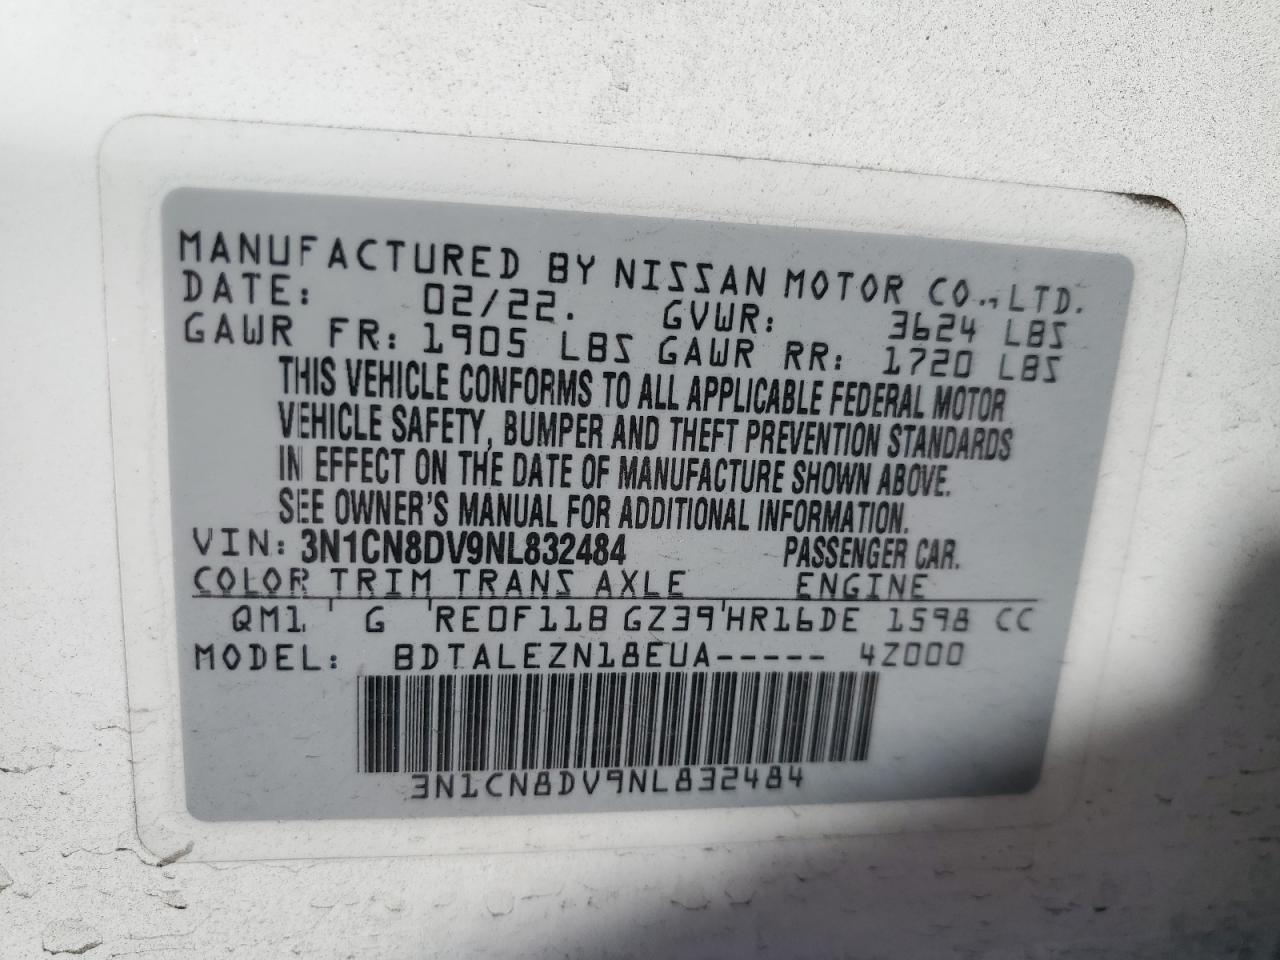 MANUFACTURED BY NISSAN MOTOR CO., LTD.
DATE: 02/22. GVWR: 3624 LBS
GAWR FR: 1905 LBS GAWR RR: 1720 LBS
THIS VEHICLE CONFORMS TO ALL APPLICABLE FEDERAL MOTOR
VEHICLE SAFETY, BUMPER AND THEFT PREVENTION STANDARDS
IN EFFECT ON THE DATE OF MANUFACTURE SHOWN ABOVE.
SEE OWNER'S MANUAL FOR ADDITIONAL INFORMATION.
VIN: 3N1CN8DV9NL832484 PASSENGER CAR.
COLOR TRIM TRANS AXLE ENGINE
QM1 G RE0F11B GZ39 HR16DE 1598 CC
MODEL: BDTALEZN18EUA----- 4Z000
3N1CN8DV9NL832484